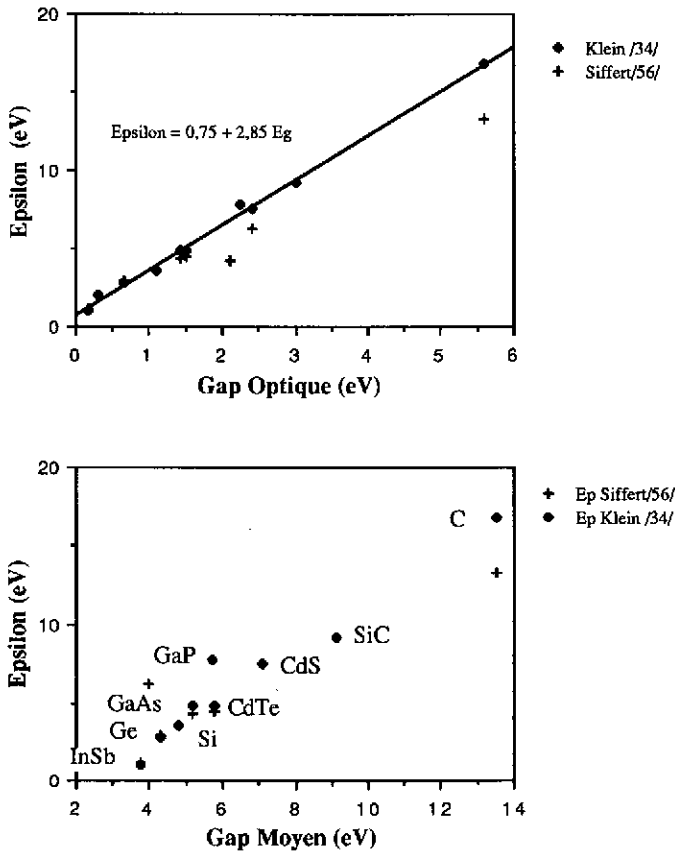 20
Klein /34/
Siffert/56/
Epsilon = 0,75 + 2,85 Eg
10
Epsilon (eV)
0
0 1 2 3 4 5 6
Gap Optique (eV)
20
Ep Siffert/56/
Ep Klein /34/
C
SiC
GaP
CdS
10
Epsilon (eV)
GaAs
CdTe
Ge
Si
InSb
0
2 4 6 8 10 12 14
Gap Moyen (eV)